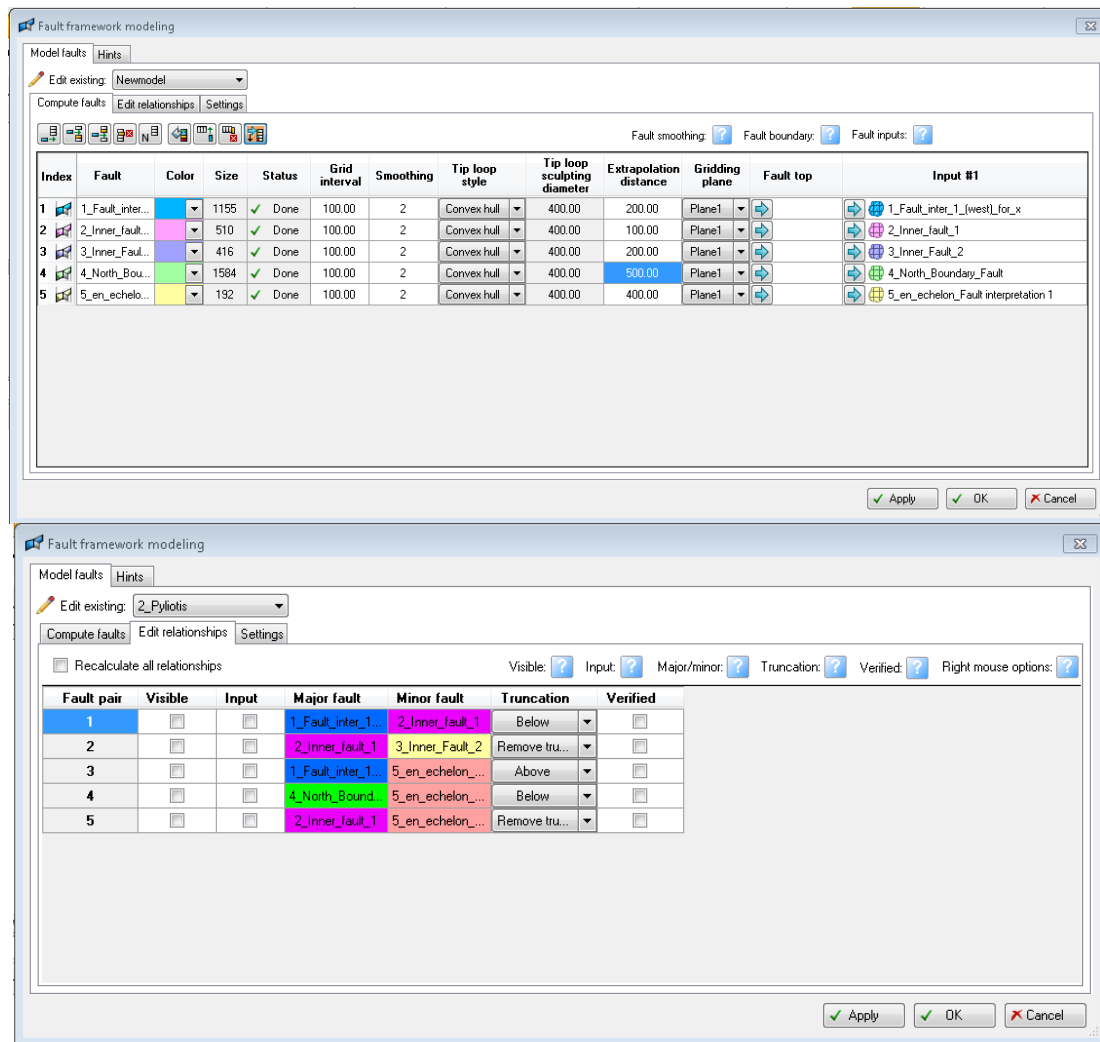 Fault framework modeling
Model faults Hints
Edit existing: Newmodel
Compute faults Edit relationships Settings
N Fault smoothing: ? Fault boundary: ? Fault inputs: ?
Index Fault Color Size Status Grid interval Smoothing Tip loop style Tip loop sculpting diameter Extrapolation distance Gridding plane Fault top Input #1
1 1_Fault_inter... 1155 Done 100.00 2 Convex hull 400.00 200.00 Plane1 1_Fault_inter_1_(west)_for_x
2 2_Inner_fault... 510 Done 100.00 2 Convex hull 400.00 100.00 Plane1 2_Inner_fault_1
3 3_Inner_Faul... 416 Done 100.00 2 Convex hull 400.00 200.00 Plane1 3_Inner_Fault_2
4 4_North_Bou... 1584 Done 100.00 2 Convex hull 400.00 500.00 Plane1 4_North_Boundary_Fault
5 5_en_echelo... 192 Done 100.00 2 Convex hull 400.00 400.00 Plane1 5_en_echelon_Fault interpretation 1
Apply OK Cancel
Fault framework modeling
Model faults Hints
Edit existing: 2_Pyliotis
Compute faults Edit relationships Settings
Recalculate all relationships Visible: ? Input: ? Major/minor: ? Truncation: ? Verified: ? Right mouse options: ?
Fault pair Visible Input Major fault Minor fault Truncation Verified
1 1_Fault_inter_1... 2_Inner_fault_1 Below
2 2_Inner_fault_1 3_Inner_Fault_2 Remove tru...
3 1_Fault_inter_1... 5_en_echelon_... Above
4 4_North_Bound... 5_en_echelon_... Below
5 2_Inner_fault_1 5_en_echelon_... Remove tru...
Apply OK Cancel